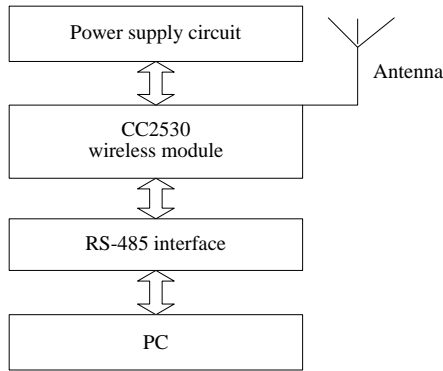 Power supply circuit
Antenna
CC2530
wireless module
RS-485 interface
PC